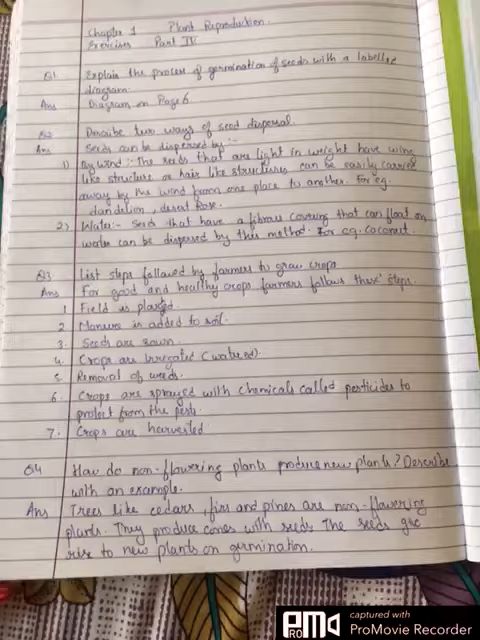 Chapter 1 Plant Reproduction.
Exercises Part IV
Q1 Explain the process of germination of seeds with a labelled
diagram.
Ans Diagram on Page 6
Q2 Describe two ways of seed dispersal.
Ans Seeds can be dispersed by:-
1) By wind:- The seeds that are light in weight have wing
like structure or hair like structures can be easily carried
away by the wind from one place to another. For eg.
dandelion, desert Rose.
2) Water:- Seeds that have a fibrous covering that can float on
water can be dispersed by this method. For eg. coconut.
Q3 List steps followed by farmers to grow crops
Ans For good and healthy crops farmers follows these steps.
1 Field is
2 Manure is added to soil.
3. Seeds are sown
4. Crops are irrigated (watered).
5 Removal of weeds.
6. Crops are sprayed with chemicals called pesticides to
protect from the pests
7. Crops are harvested
Q4 How do non-flowering plants produce new plants? Describe
with an example.
Ans Trees like cedars, firs and pines are non-flowering
plants. They produce cones with seeds The seeds give
rise to new plants on germination.
PRO
captured with
ProMovie Recorder